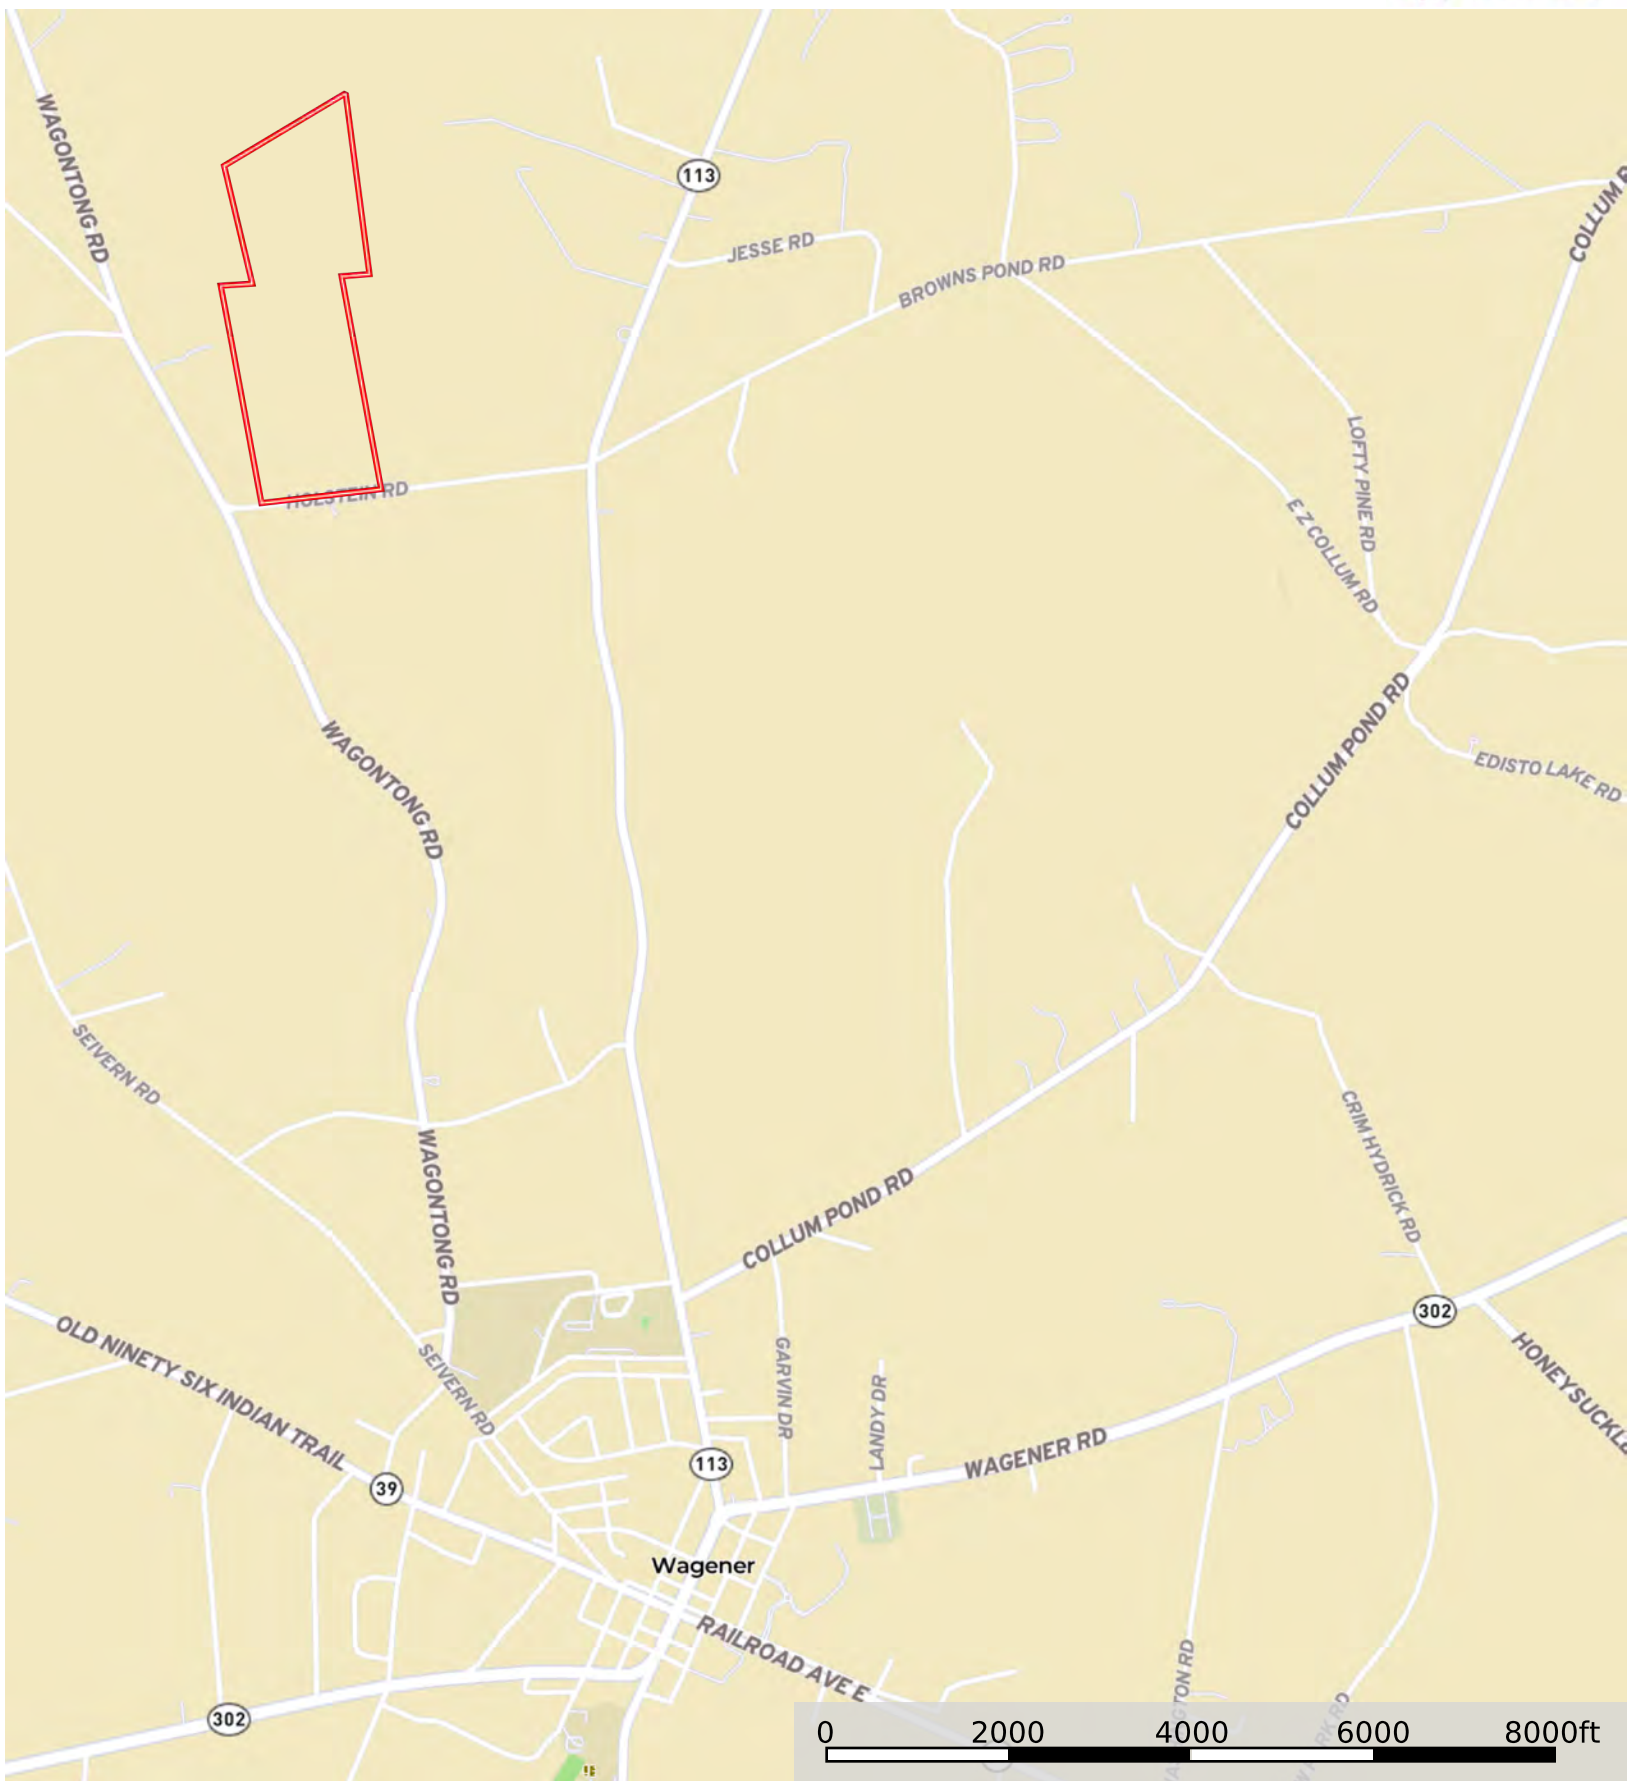 WAGONTONG RD
113
JESSE RD
BROWNS POND RD
COLLUM
HOLSTEIN RD
LOFTY PINE RD
E Z COLLUM RD
WAGONTONG RD
COLLUM POND RD
EDISTO LAKE RD
SEIVERN RD
WAGONTONG RD
COLLUM POND RD
CRIM HYDRICK RD
302
OLD NINETY SIX INDIAN TRAIL
SEIVERN RD
GARVIN DR
LANDY DR
HONEYSUCKLE
WAGENER RD
113
39
Wagener
RAILROAD AVE E
302
0 2000 4000 6000 8000ft